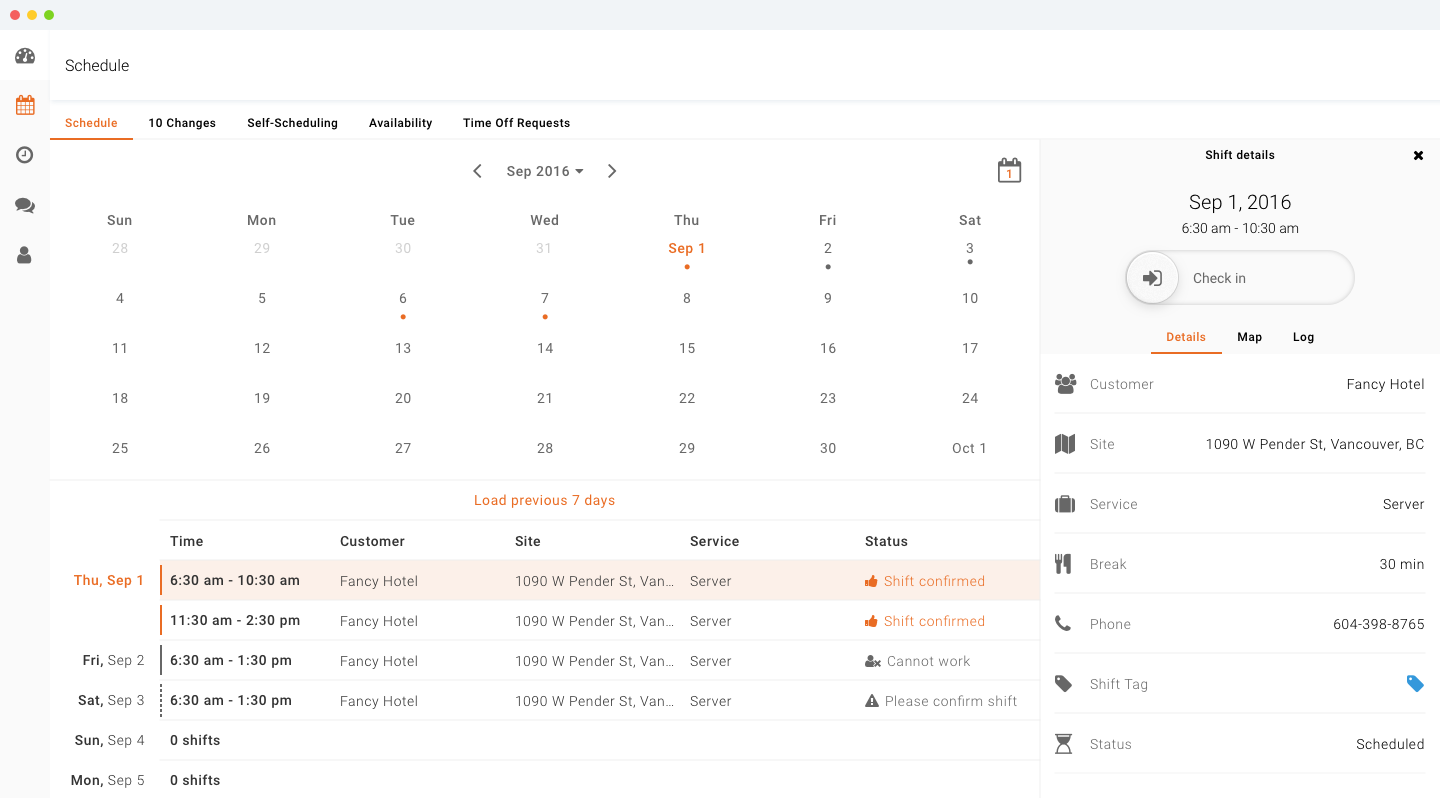 Schedule
Schedule 10 Changes Self-Scheduling Availability Time Off Requests
Sep 2016
1
Sun Mon Tue Wed Thu Fri Sat
28 29 30 31 Sep 1 2 3
4 5 6 7 8 9 10
11 12 13 14 15 16 17
18 19 20 21 22 23 24
25 26 27 28 29 30 Oct 1
Load previous 7 days
Time Customer Site Service Status
Thu, Sep 1 6:30 am - 10:30 am Fancy Hotel 1090 W Pender St, Van... Server Shift confirmed
11:30 am - 2:30 pm Fancy Hotel 1090 W Pender St, Van... Server Shift confirmed
Fri, Sep 2 6:30 am - 1:30 pm Fancy Hotel 1090 W Pender St, Van... Server Cannot work
Sat, Sep 3 6:30 am - 1:30 pm Fancy Hotel 1090 W Pender St, Van... Server Please confirm shift
Sun, Sep 4 0 shifts
Mon, Sep 5 0 shifts
Shift details
Sep 1, 2016
6:30 am - 10:30 am
Check in
Details Map Log
Customer Fancy Hotel
Site 1090 W Pender St, Vancouver, BC
Service Server
Break 30 min
Phone 604-398-8765
Shift Tag
Status Scheduled